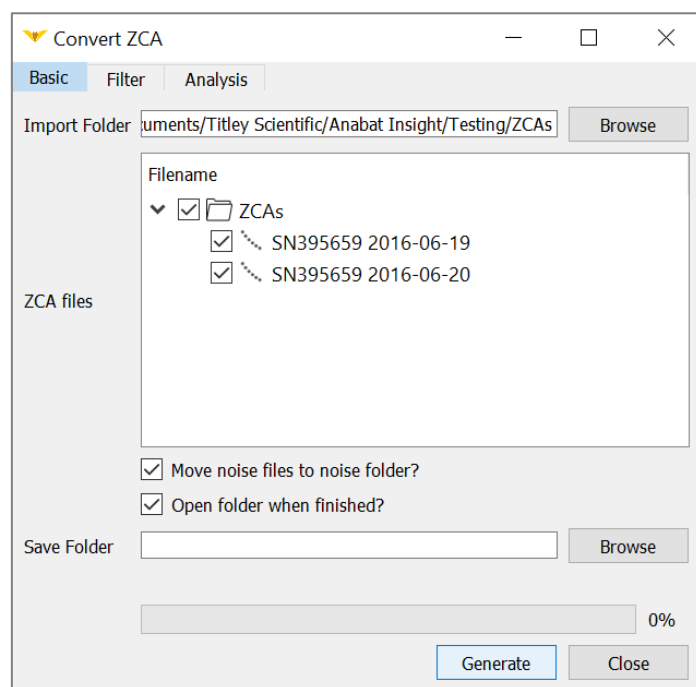 Convert ZCA
Basic Filter Analysis
Import Folder cuments/Titley Scientific/Anabat Insight/Testing/ZCAs Browse
Filename
ZCAs
SN395659 2016-06-19
SN395659 2016-06-20
ZCA files
Move noise files to noise folder?
Open folder when finished?
Save Folder Browse
0%
Generate Close